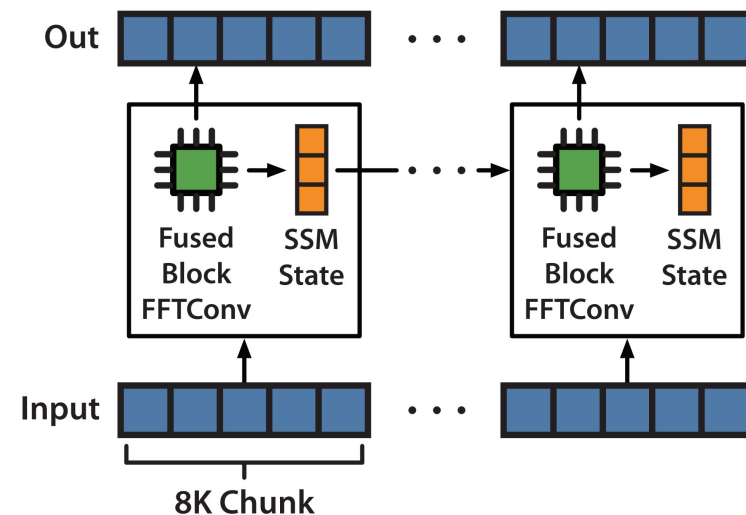 Out
Fused
Block
FFTConv
SSM
State
Fused
Block
FFTConv
SSM
State
Input
8K Chunk